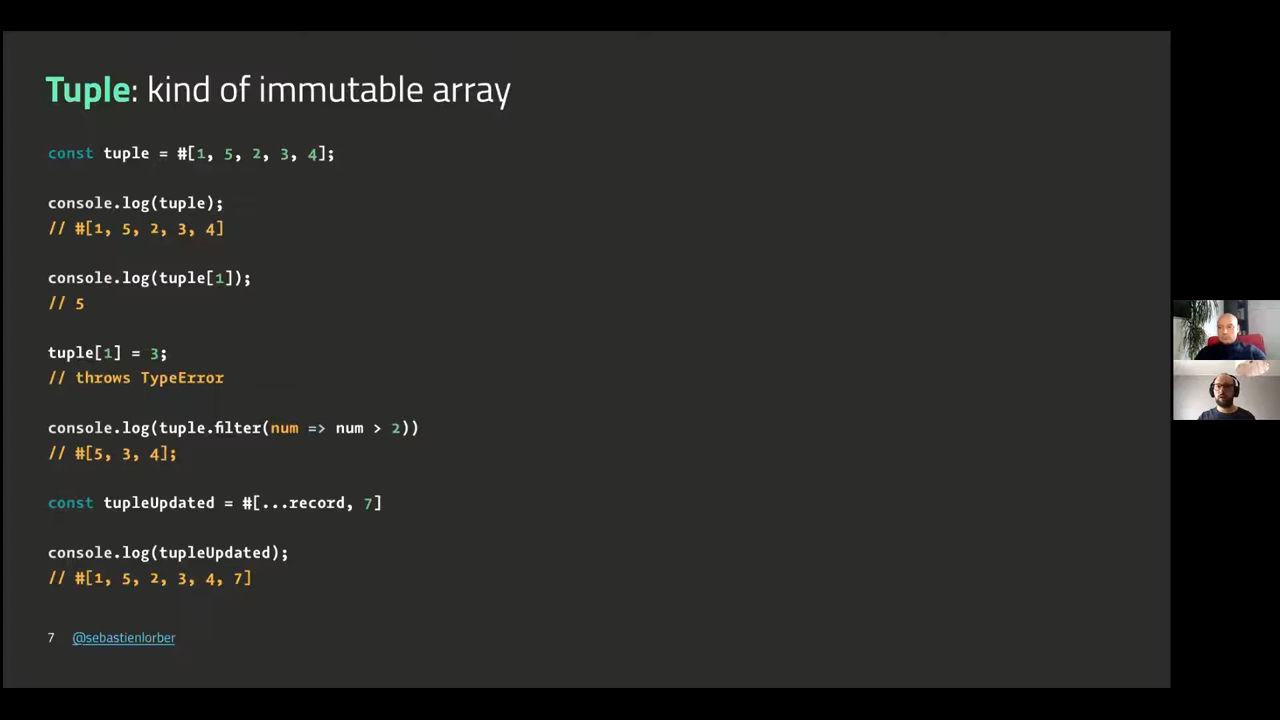 Tuple: kind of immutable array
const tuple = #[1, 5, 2, 3, 4];
console.log(tuple);
// #[1, 5, 2, 3, 4]
console.log(tuple[1]);
// 5
tuple[1] = 3;
// throws TypeError
console.log(tuple.filter(num => num > 2))
// #[5, 3, 4];
const tupleUpdated = #[...record, 7]
console.log(tupleUpdated);
// #[1, 5, 2, 3, 4, 7]
7 @sebastienlorber